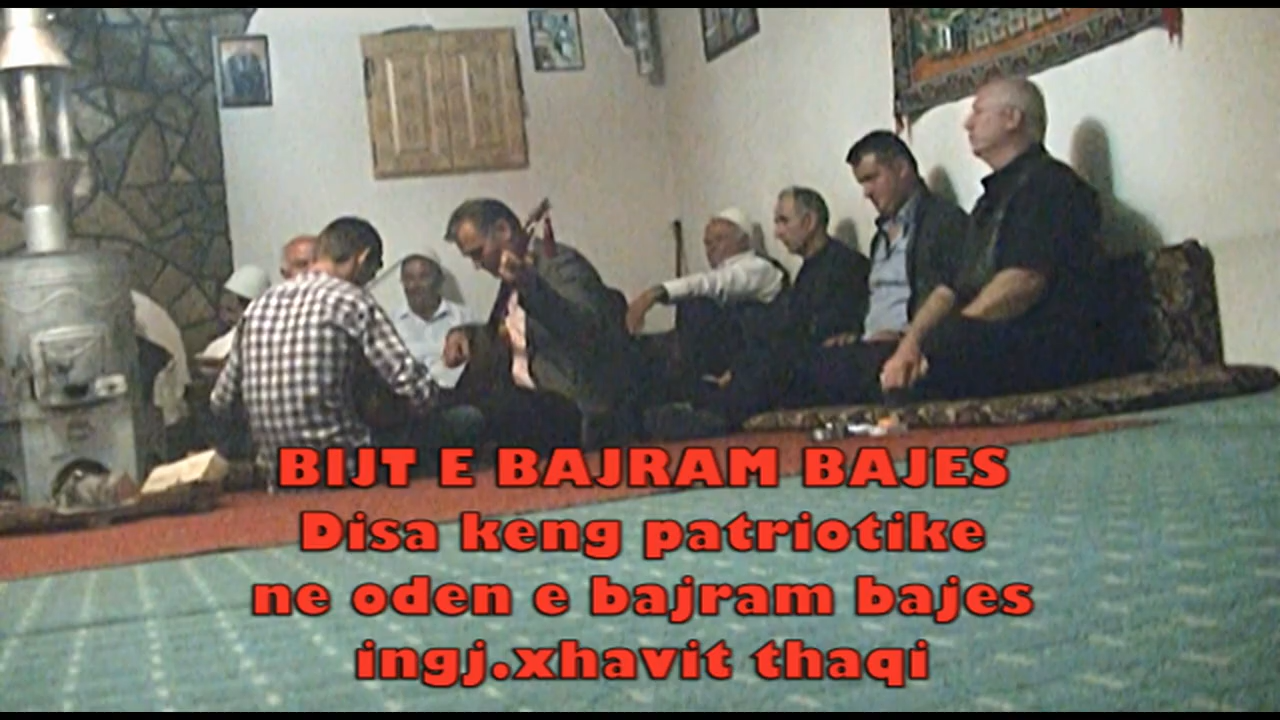 BIJT E BAJRAM BAJES
Disa keng patriotike
ne oden e bajram bajes
ingj.xhavit thaqi